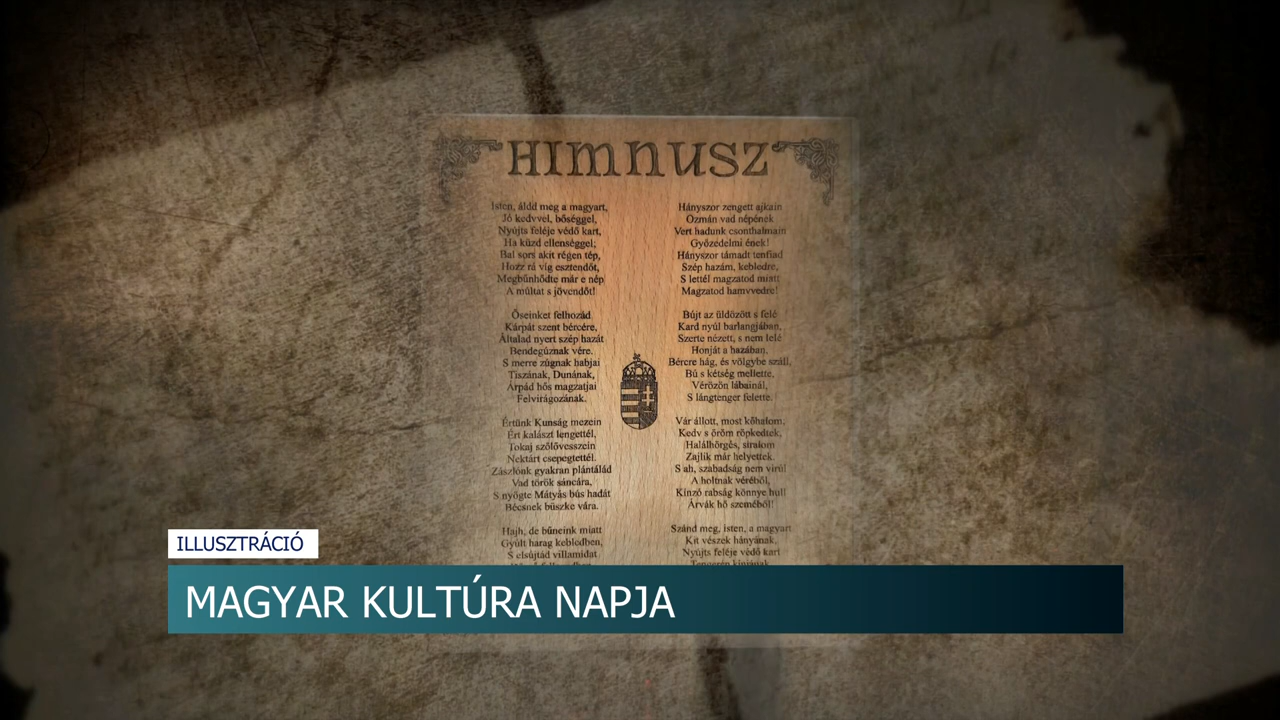 HIMNUSZ
Isten, áldd meg a magyart,
Jó kedvvel, bőséggel,
Nyújts feléje védő kart,
Ha küzd ellenséggel;
Bal sors akit régen tép,
Hozz rá víg esztendőt,
Megbűnhődte már e nép
A múltat s jövendőt!
Őseinket felhozád
Kárpát szent bércére,
Általad nyert szép hazát
Bendegúznak vére.
S merre zúgnak habjai
Tiszának, Dunának,
Árpád hős magzatjai
Felvirágozának.
Értünk Kunság mezein
Ért kalászt lengettél,
Tokaj szőlővesszein
Nektárt csepegtettél.
Zászlónk gyakran plántálád
Vad török sáncára,
S nyögte Mátyás bús hadát
Bécsnek büszke vára.
Hajh, de bűneink miatt
Gyúlt harag kebledben,
S elsújtád villamidat
Hányszor zengett ajkain
Ozmán vad népének
Vert hadunk csonthalmain
Győzedelmi ének!
Hányszor támadt tenfiad
Szép hazám, kebledre,
S lettél magzatod miatt
Magzatod hamvvedre!
Bújt az üldözött s felé
Kard nyúl barlangjában,
Szerte nézett, s nem lelé
Honját a hazában,
Bércre hág, és völgybe száll,
Bú s kétség mellette,
Vérözön lábainál,
S lángtenger felette.
Vár állott, most kőhalom,
Kedv s öröm röpkedtek,
Halálhörgés, siralom
Zajlik már helyettek.
S ah, szabadság nem virúl
A holtnak véréből,
Kínzó rabság könnye hull
Árvák hő szeméből!
Szánd meg, isten, a magyart
Kit vészek hányának,
Nyújts feléje védő kart
Tengerén kínjának
ILLUSZTRÁCIÓ
MAGYAR KULTÚRA NAPJA